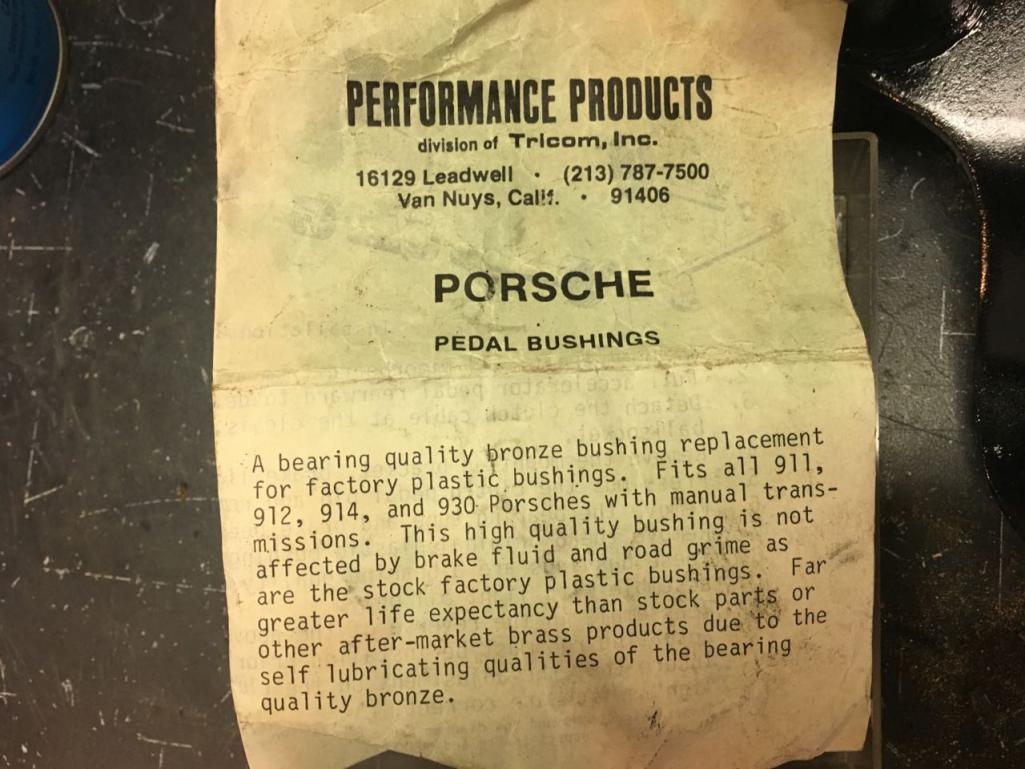 PERFORMANCE PRODUCTS
division of Tricom, Inc.
16129 Leadwell • (213) 787-7500
Van Nuys, Calif. • 91406
PORSCHE
PEDAL BUSHINGS
A bearing quality bronze bushing replacement
for factory plastic bushings. Fits all 911,
912, 914, and 930 Porsches with manual trans-
missions. This high quality bushing is not
affected by brake fluid and road grime as
are the stock factory plastic bushings. Far
greater life expectancy than stock parts or
other after-market brass products due to the
self lubricating qualities of the bearing
quality bronze.